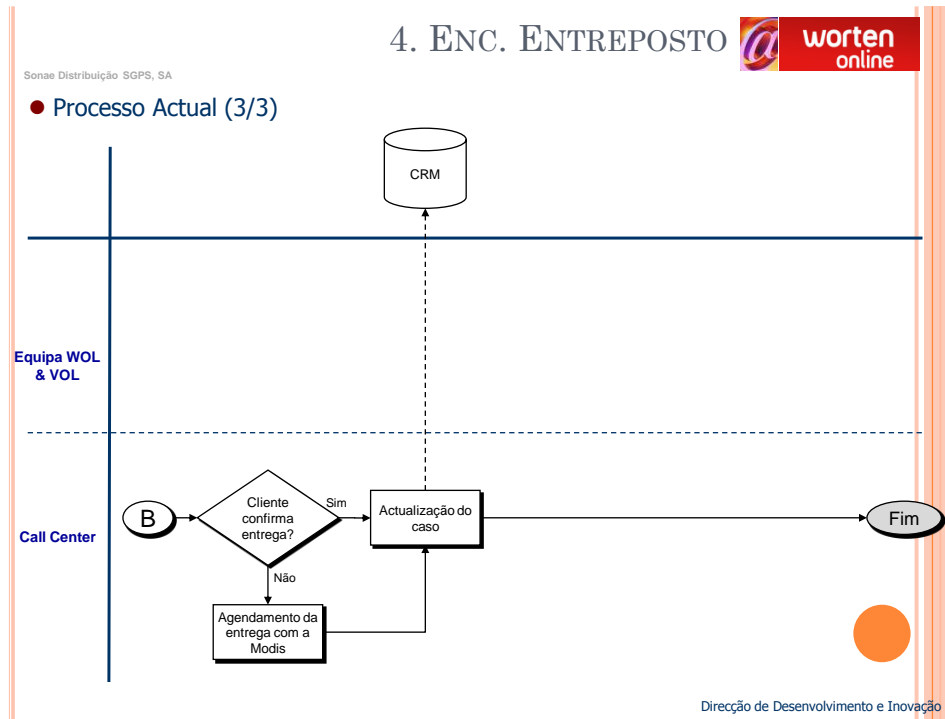 4. ENC. ENTREPOSTO
@ worten
online
Sonae Distribuição SGPS, SA
Processo Actual (3/3)
CRM
Equipa WOL
& VOL
Call Center
B
Cliente
confirma
entrega?
Sim
Actualização do
caso
Fim
Não
Agendamento da
entrega com a
Modis
Direcção de Desenvolvimento e Inovação